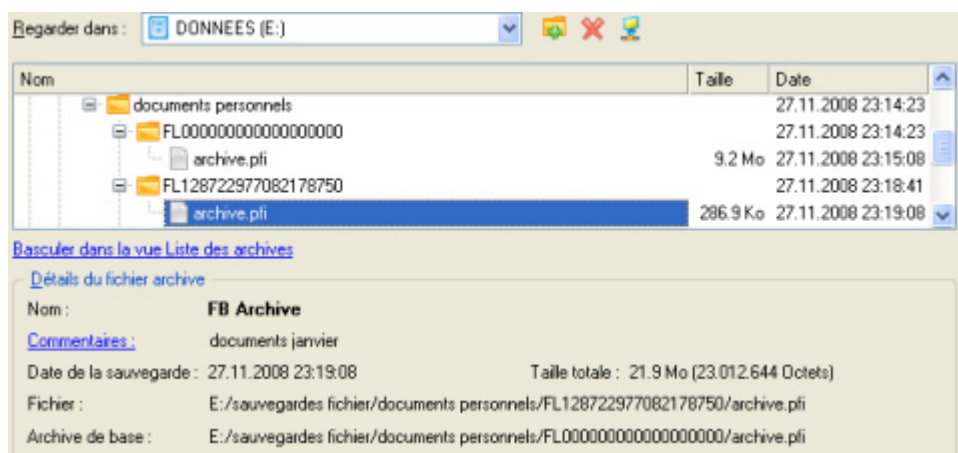 Regarder dans : DONNEES (E:)
Nom Taille Date
documents personnels 27.11.2008 23:14:23
FL000000000000000000 27.11.2008 23:14:23
archive.pfi 9.2 Mo 27.11.2008 23:15:08
FL128722977082178750 27.11.2008 23:18:41
archive.pfi 286.9 Ko 27.11.2008 23:19:08
Basculer dans la vue Liste des archives
Détails du fichier archive
Nom : FB Archive
Commentaires : documents janvier
Date de la sauvegarde : 27.11.2008 23:19:08 Taille totale : 21.9 Mo (23.012.644 Octets)
Fichier : E:/sauvegardes fichier/documents personnels/FL128722977082178750/archive.pfi
Archive de base : E:/sauvegardes fichier/documents personnels/FL000000000000000000/archive.pfi